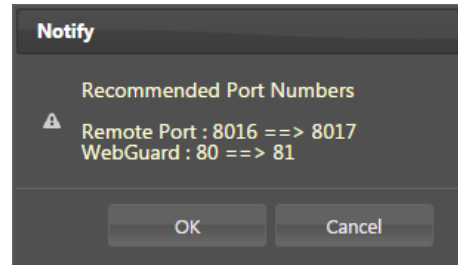 Notify
Recommended Port Numbers
Remote Port : 8016 ==> 8017
WebGuard : 80 ==> 81
OK
Cancel